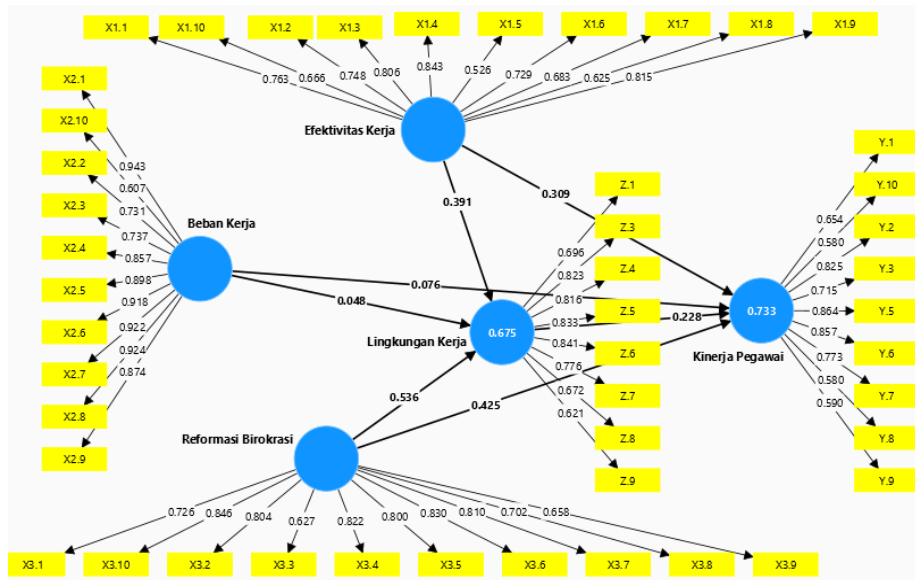 X1.1 X1.10 X1.2 X1.3 X1.4 X1.5 X1.6 X1.7 X1.8 X1.9
0.763 0.666 0.748 0.806 0.843 0.526 0.729 0.683 0.625 0.815
Efektivitas Kerja
X2.1
X2.10
X2.2
X2.3
X2.4
X2.5
X2.6
X2.7
X2.8
X2.9
0.943
0.607
0.731
0.737
0.857
0.898
0.918
0.922
0.924
0.874
Beban Kerja
0.391
0.309
0.076
0.048
0.536
0.425
0.228
Lingkungan Kerja
0.675
0.696
0.823
0.816
0.833
0.841
0.776
0.672
0.621
Z.1
Z.3
Z.4
Z.5
Z.6
Z.7
Z.8
Z.9
0.733
Kinerja Pegawai
0.654
0.580
0.825
0.715
0.864
0.857
0.773
0.580
0.590
Y.1
Y.10
Y.2
Y.3
Y.5
Y.6
Y.7
Y.8
Y.9
Reformasi Birokrasi
0.726 0.846 0.804 0.627 0.822 0.800 0.830 0.810 0.702 0.658
X3.1 X3.10 X3.2 X3.3 X3.4 X3.5 X3.6 X3.7 X3.8 X3.9